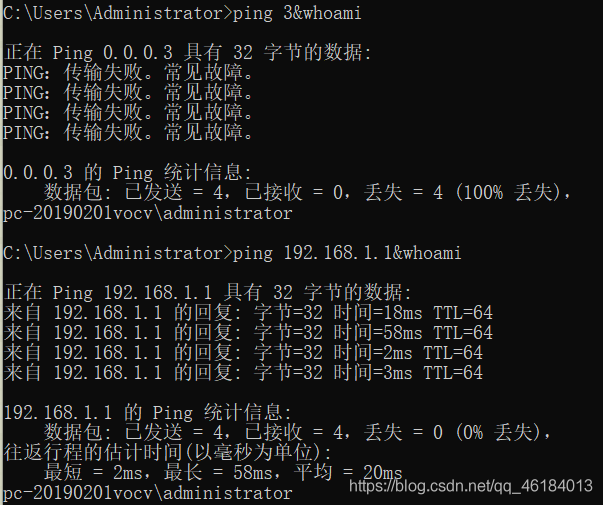 C:\Users\Administrator>ping 3&whoami
正在 Ping 0.0.0.3 具有 32 字节的数据:
PING: 传输失败。常见故障。
PING: 传输失败。常见故障。
PING: 传输失败。常见故障。
PING: 传输失败。常见故障。
0.0.0.3 的 Ping 统计信息:
数据包: 已发送 = 4，已接收 = 0，丢失 = 4 (100% 丢失)，
pc-20190201vocv\administrator
C:\Users\Administrator>ping 192.168.1.1&whoami
正在 Ping 192.168.1.1 具有 32 字节的数据:
来自 192.168.1.1 的回复: 字节=32 时间=18ms TTL=64
来自 192.168.1.1 的回复: 字节=32 时间=58ms TTL=64
来自 192.168.1.1 的回复: 字节=32 时间=2ms TTL=64
来自 192.168.1.1 的回复: 字节=32 时间=3ms TTL=64
192.168.1.1 的 Ping 统计信息:
数据包: 已发送 = 4，已接收 = 4，丢失 = 0 (0% 丢失)，
往返行程的估计时间(以毫秒为单位):
最短 = 2ms，最长 = 58ms，平均 = 20ms
pc-20190201vocv\administrator
https://blog.csdn.net/qq_46184013